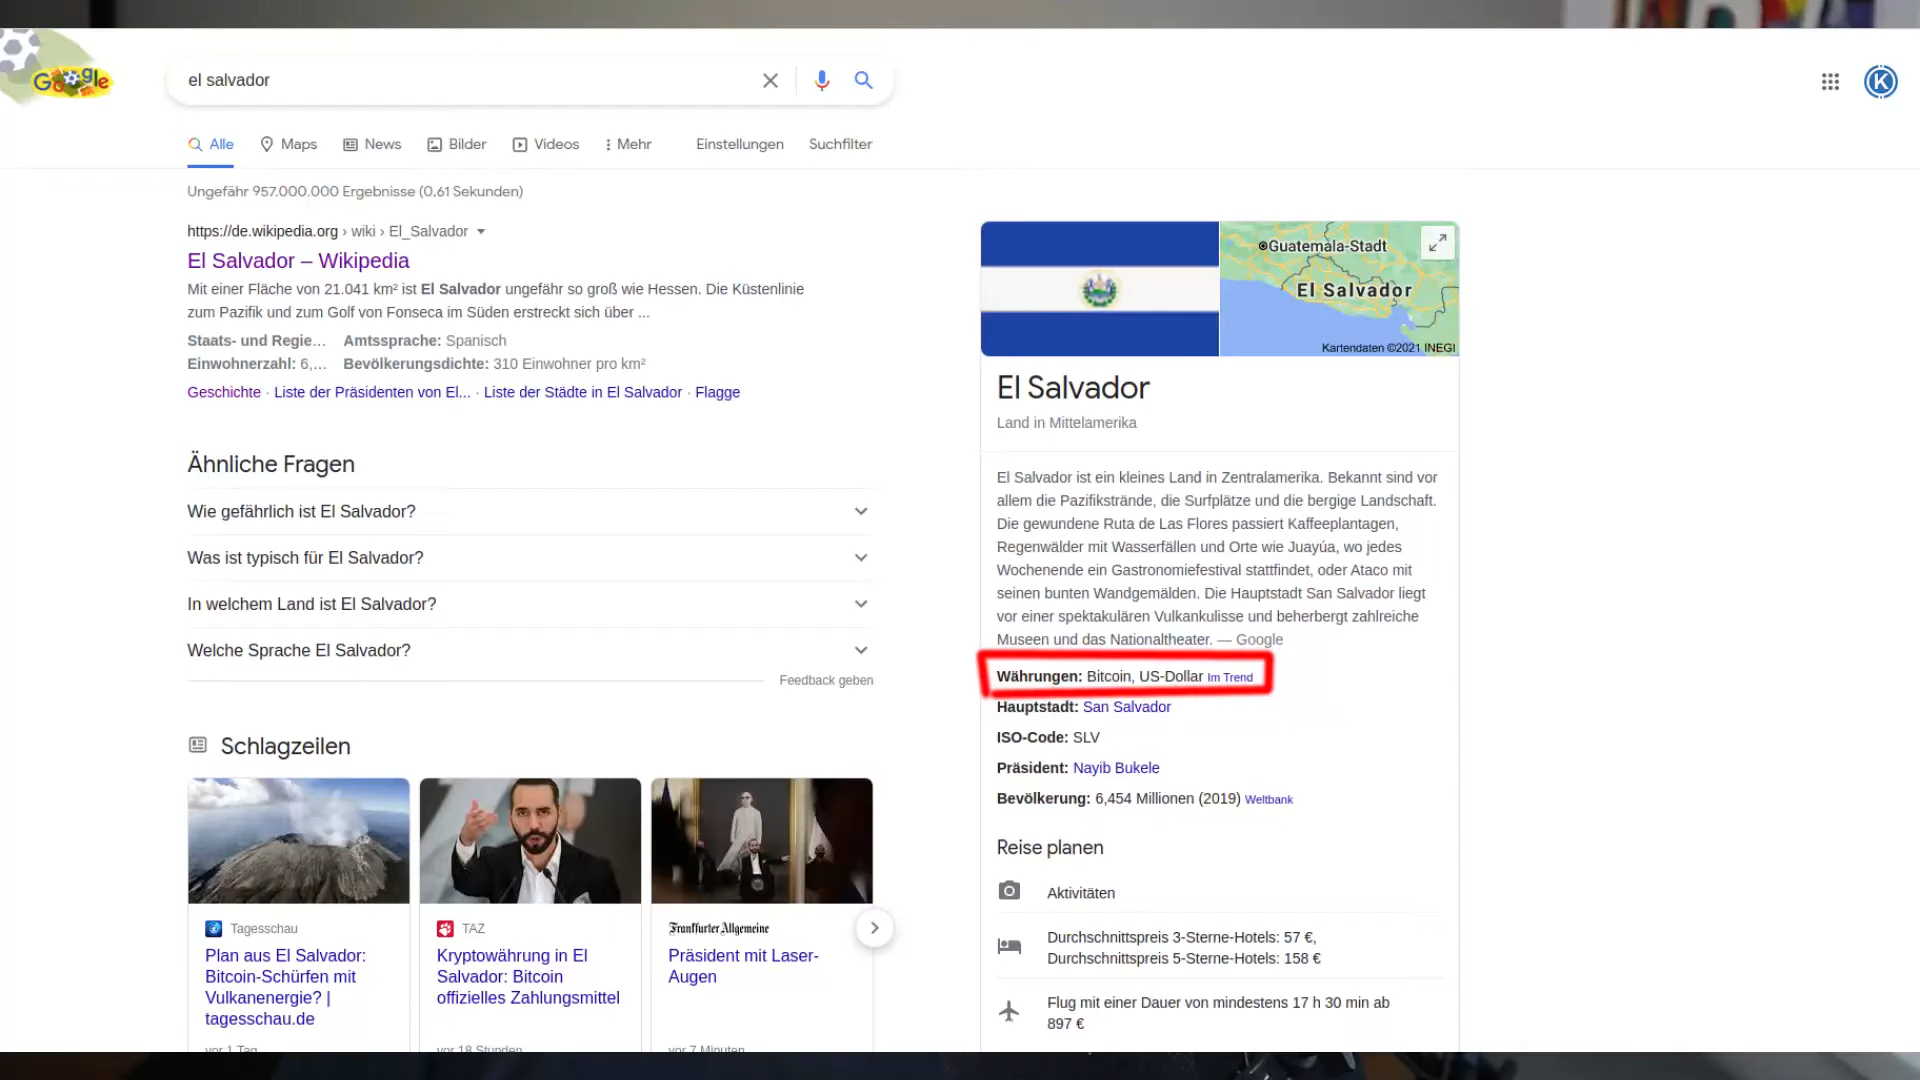 Google
el salvador
Alle
Maps
News
Bilder
Videos
Mehr
Einstellungen
Suchfilter
Ungefähr 957.000.000 Ergebnisse (0,61 Sekunden)
https://de.wikipedia.org › wiki › El_Salvador
El Salvador – Wikipedia
Mit einer Fläche von 21.041 km² ist El Salvador ungefähr so groß wie Hessen. Die Küstenlinie
zum Pazifik und zum Golf von Fonseca im Süden erstreckt sich über ...
Staats- und Regie... Amtssprache: Spanisch
Einwohnerzahl: 6,... Bevölkerungsdichte: 310 Einwohner pro km²
Geschichte · Liste der Präsidenten von El... · Liste der Städte in El Salvador · Flagge
Ähnliche Fragen
Wie gefährlich ist El Salvador?
Was ist typisch für El Salvador?
In welchem Land ist El Salvador?
Welche Sprache El Salvador?
Feedback geben
Schlagzeilen
Tagesschau
Plan aus El Salvador:
Bitcoin-Schürfen mit
Vulkanenergie? |
tagesschau.de
vor 1 Tag
TAZ
Kryptowährung in El
Salvador: Bitcoin
offizielles Zahlungsmittel
vor 18 Stunden
Frankfurter Allgemeine
Präsident mit Laser-
Augen
vor 7 Minuten
K
Guatemala-Stadt
El Salvador
Kartendaten ©2021 INEGI
El Salvador
Land in Mittelamerika
El Salvador ist ein kleines Land in Zentralamerika. Bekannt sind vor
allem die Pazifikstrände, die Surfplätze und die bergige Landschaft.
Die gewundene Ruta de Las Flores passiert Kaffeeplantagen,
Regenwälder mit Wasserfällen und Orte wie Juayúa, wo jedes
Wochenende ein Gastronomiefestival stattfindet, oder Ataco mit
seinen bunten Wandgemälden. Die Hauptstadt San Salvador liegt
vor einer spektakulären Vulkankulisse und beherbergt zahlreiche
Museen und das Nationaltheater. — Google
Währungen: Bitcoin, US-Dollar Im Trend
Hauptstadt: San Salvador
ISO-Code: SLV
Präsident: Nayib Bukele
Bevölkerung: 6,454 Millionen (2019) Weltbank
Reise planen
Aktivitäten
Durchschnittspreis 3-Sterne-Hotels: 57 €,
Durchschnittspreis 5-Sterne-Hotels: 158 €
Flug mit einer Dauer von mindestens 17 h 30 min ab
897 €